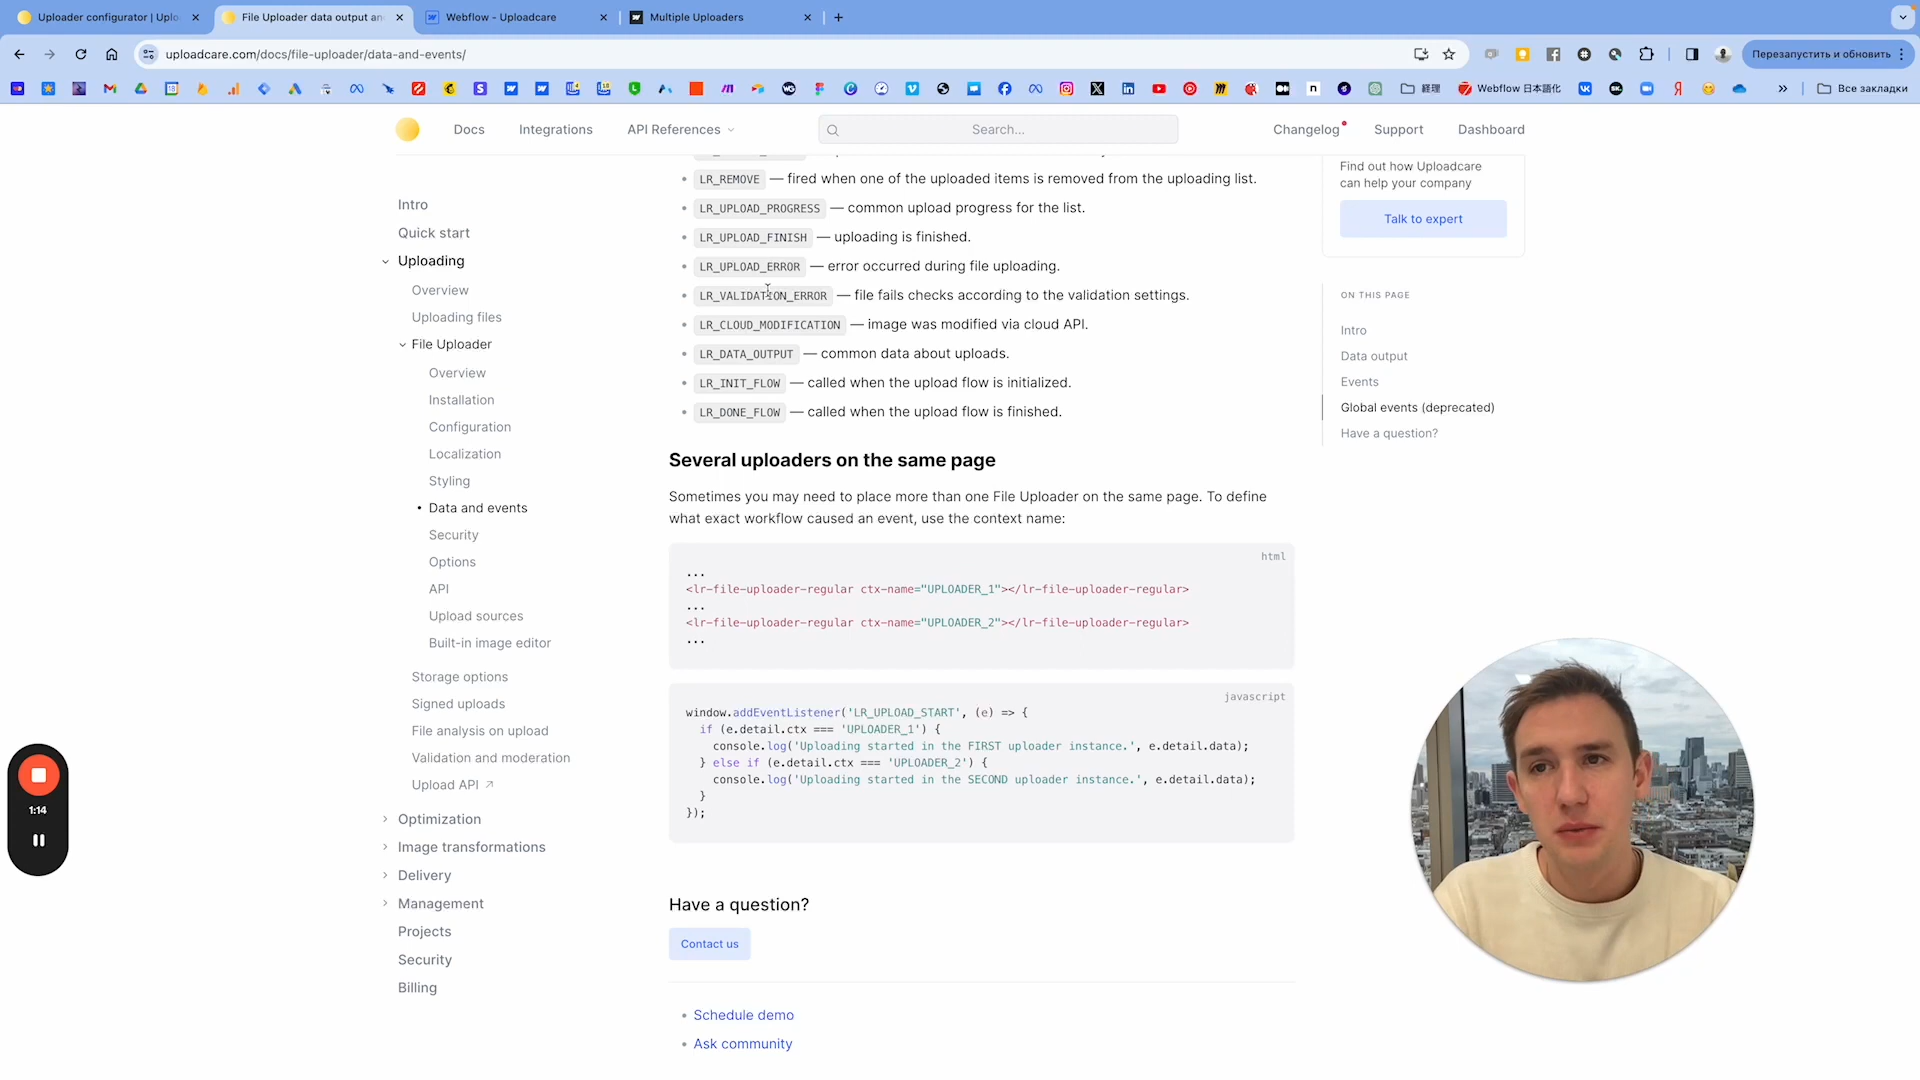 Uploader configurator | Uplo
File Uploader data output an
Webflow - Uploadcare
Multiple Uploaders
uploadcare.com/docs/file-uploader/data-and-events/
Перезапустить и обновить
Webflow 日本語化
経理
Все закладки
Docs
Integrations
API References
Search...
Changelog
Support
Dashboard
Intro
Quick start
Uploading
Overview
Uploading files
File Uploader
Overview
Installation
Configuration
Localization
Styling
Data and events
Security
Options
API
Upload sources
Built-in image editor
Storage options
Signed uploads
File analysis on upload
Validation and moderation
Upload API ↗
Optimization
Image transformations
Delivery
Management
Projects
Security
Billing
LR_REMOVE — fired when one of the uploaded items is removed from the uploading list.
LR_UPLOAD_PROGRESS — common upload progress for the list.
LR_UPLOAD_FINISH — uploading is finished.
LR_UPLOAD_ERROR — error occurred during file uploading.
LR_VALIDATION_ERROR — file fails checks according to the validation settings.
LR_CLOUD_MODIFICATION — image was modified via cloud API.
LR_DATA_OUTPUT — common data about uploads.
LR_INIT_FLOW — called when the upload flow is initialized.
LR_DONE_FLOW — called when the upload flow is finished.
Several uploaders on the same page
Sometimes you may need to place more than one File Uploader on the same page. To define
what exact workflow caused an event, use the context name:
html
...
<lr-file-uploader-regular ctx-name="UPLOADER_1"></lr-file-uploader-regular>
...
<lr-file-uploader-regular ctx-name="UPLOADER_2"></lr-file-uploader-regular>
...
javascript
window.addEventListener('LR_UPLOAD_START', (e) => {
if (e.detail.ctx === 'UPLOADER_1') {
console.log('Uploading started in the FIRST uploader instance.', e.detail.data);
} else if (e.detail.ctx === 'UPLOADER_2') {
console.log('Uploading started in the SECOND uploader instance.', e.detail.data);
}
});
Have a question?
Contact us
Schedule demo
Ask community
Find out how Uploadcare
can help your company
Talk to expert
ON THIS PAGE
Intro
Data output
Events
Global events (deprecated)
Have a question?
1:14